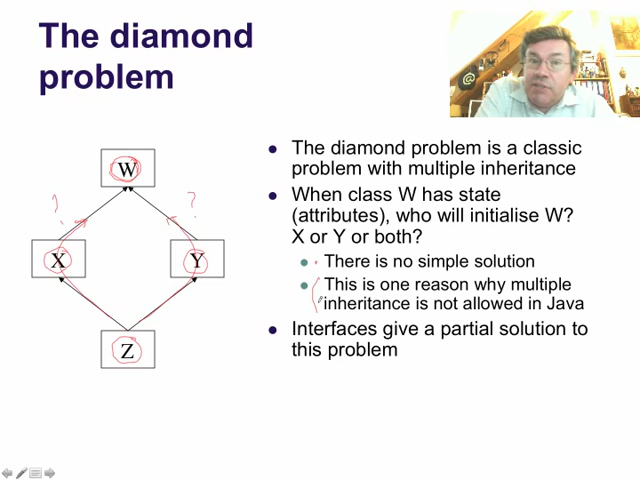 The diamond
problem
W
?
?
X
Y
Z
The diamond problem is a classic
problem with multiple inheritance
When class W has state
(attributes), who will initialise W?
X or Y or both?
There is no simple solution
This is one reason why multiple
inheritance is not allowed in Java
Interfaces give a partial solution to
this problem